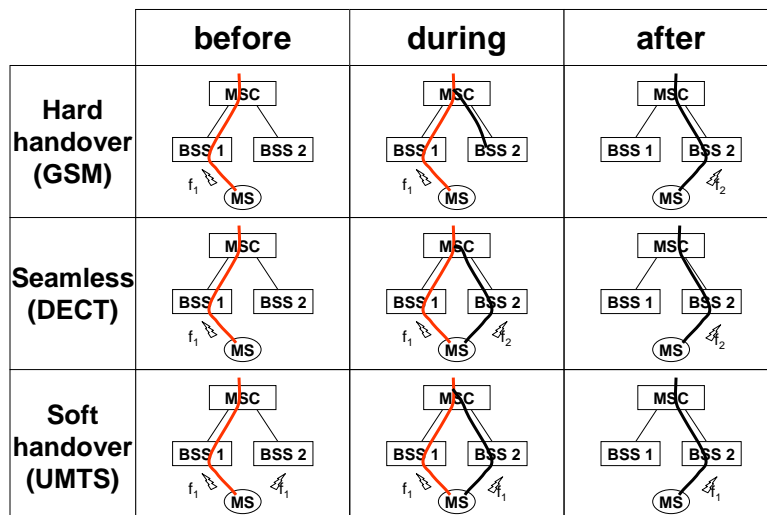 before during after
Hard
handover
(GSM)
MSC
BSS 1 BSS 2
f1
MS
MSC
BSS 1 BSS 2
f1
MS
MSC
BSS 1 BSS 2
f2
MS
Seamless
(DECT)
MSC
BSS 1 BSS 2
f1
MS
MSC
BSS 1 BSS 2
f1 f2
MS
MSC
BSS 1 BSS 2
f2
MS
Soft
handover
(UMTS)
MSC
BSS 1 BSS 2
f1 f1
MS
MSC
BSS 1 BSS 2
f1 f1
MS
MSC
BSS 1 BSS 2
f1
MS